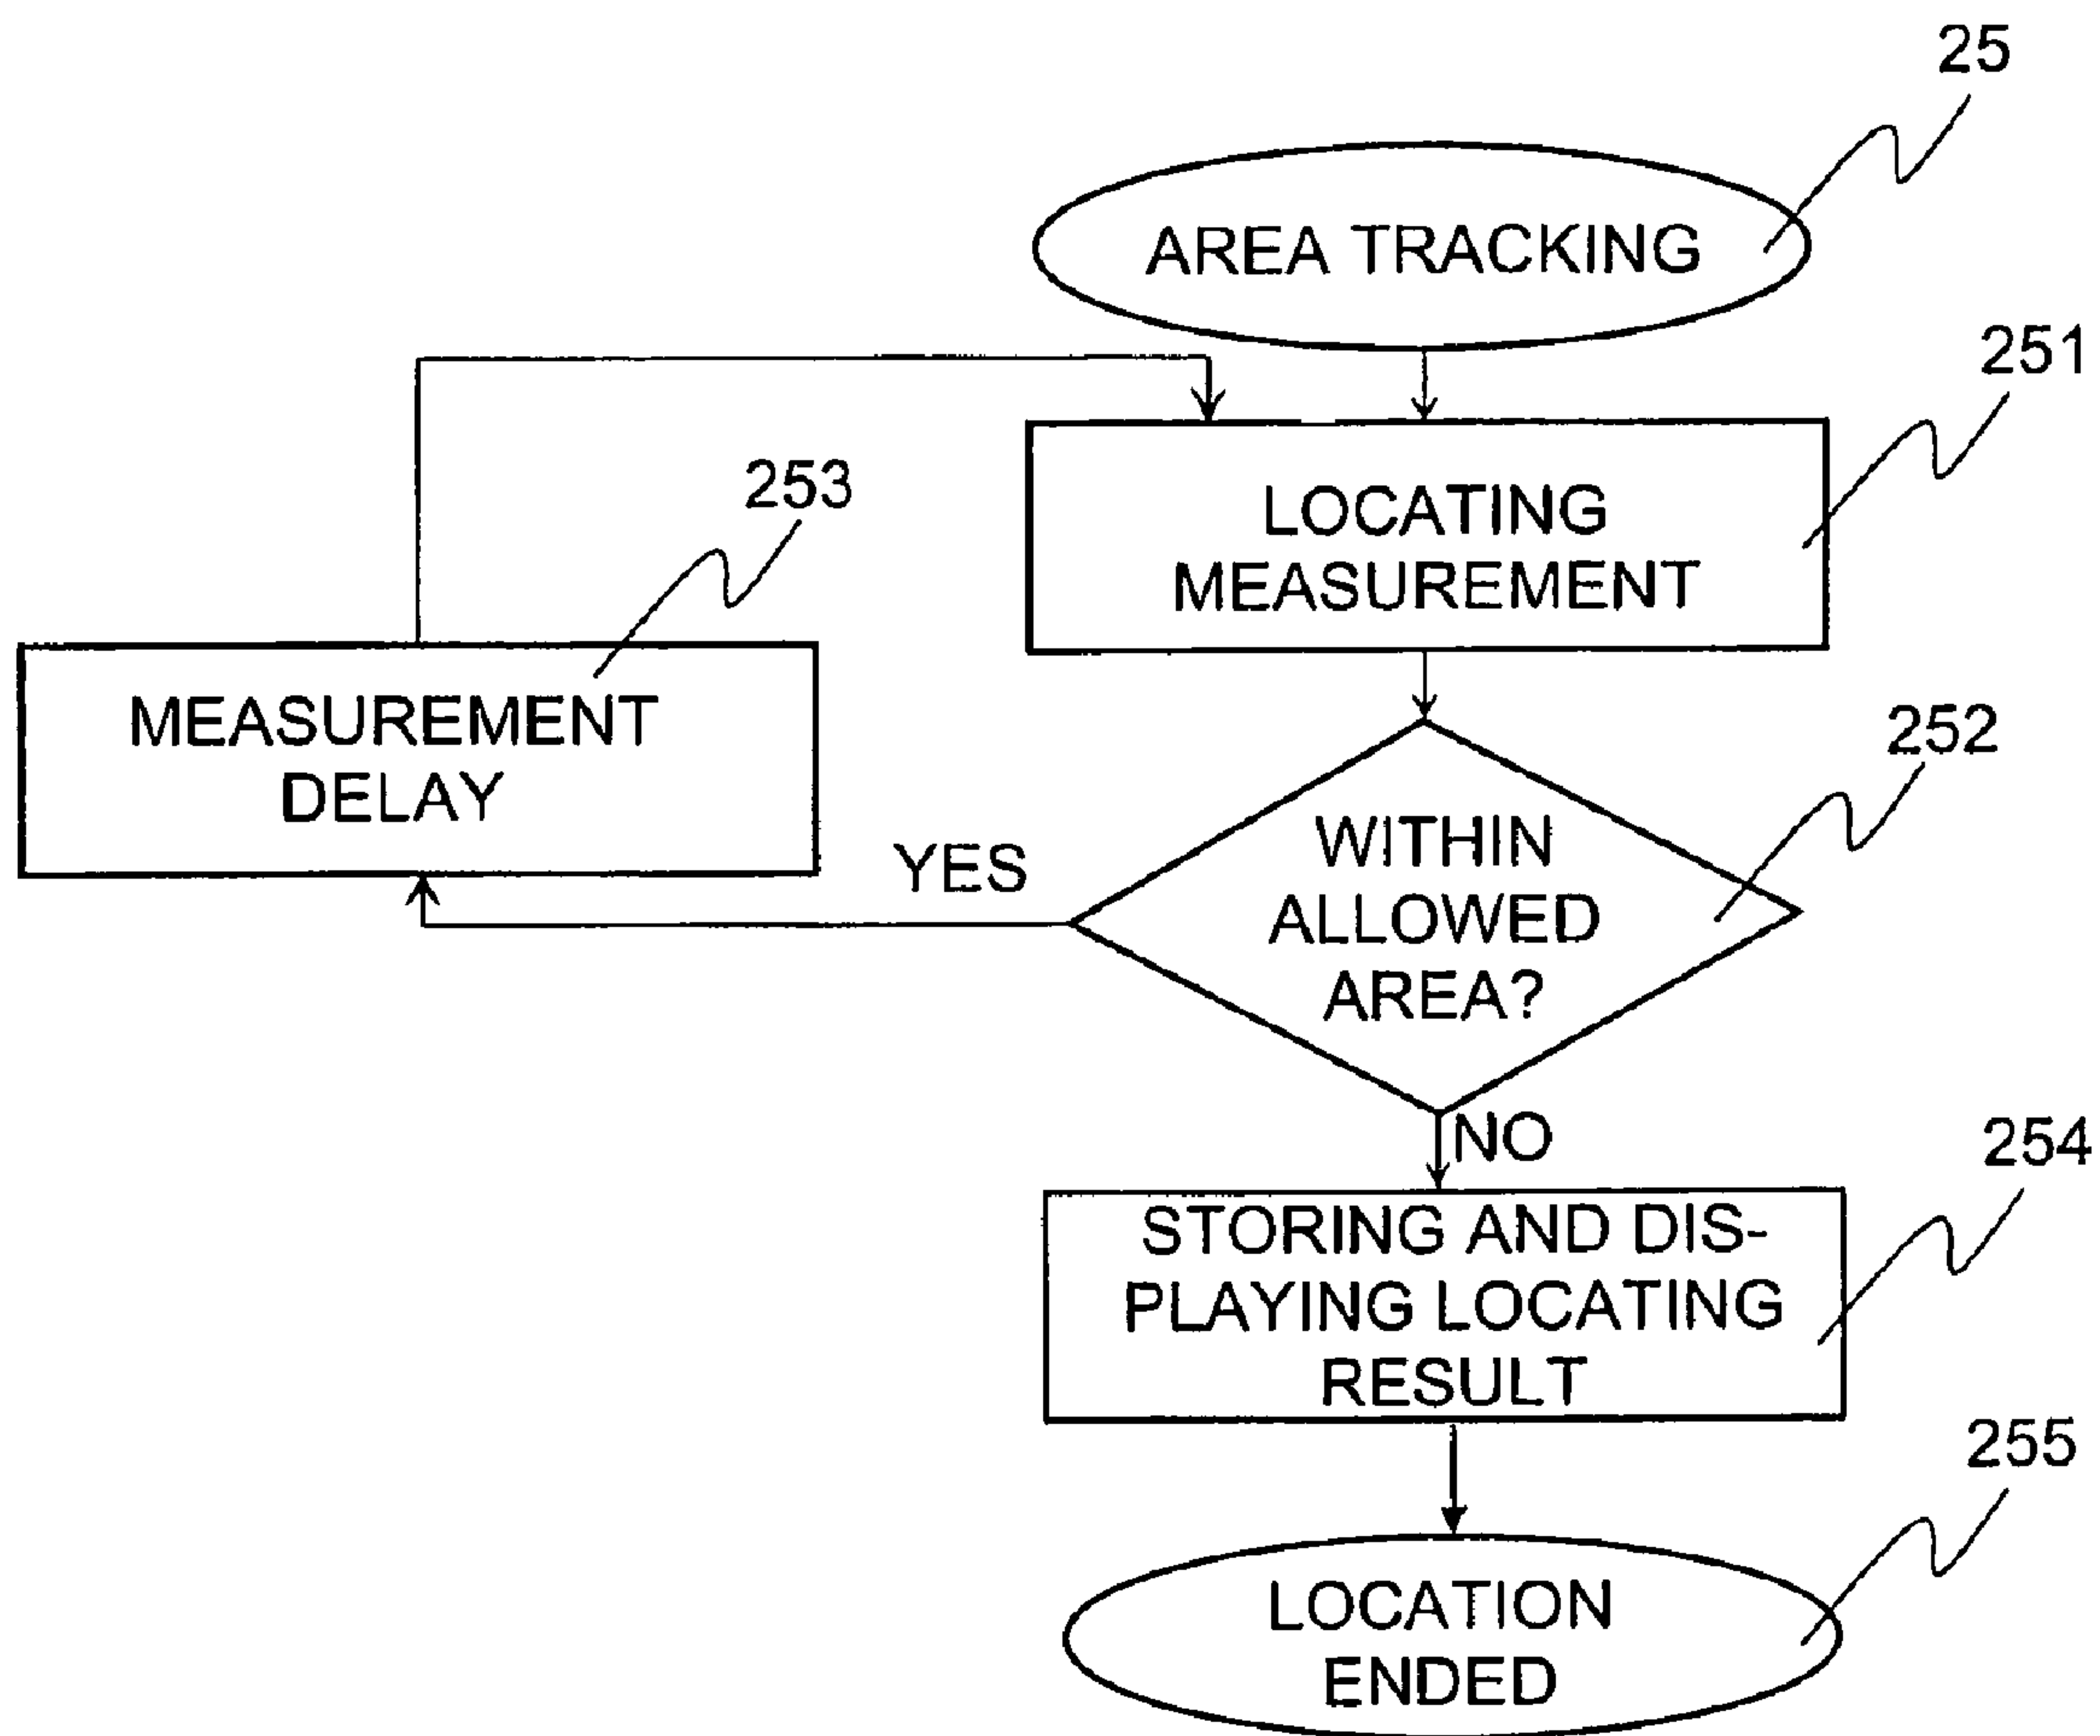 25
AREA TRACKING
251
LOCATING
MEASUREMENT
253
MEASUREMENT
DELAY
252
WITHIN
ALLOWED
AREA?
YES
NO
254
STORING AND DIS-
PLAYING LOCATING
RESULT
255
LOCATION
ENDED